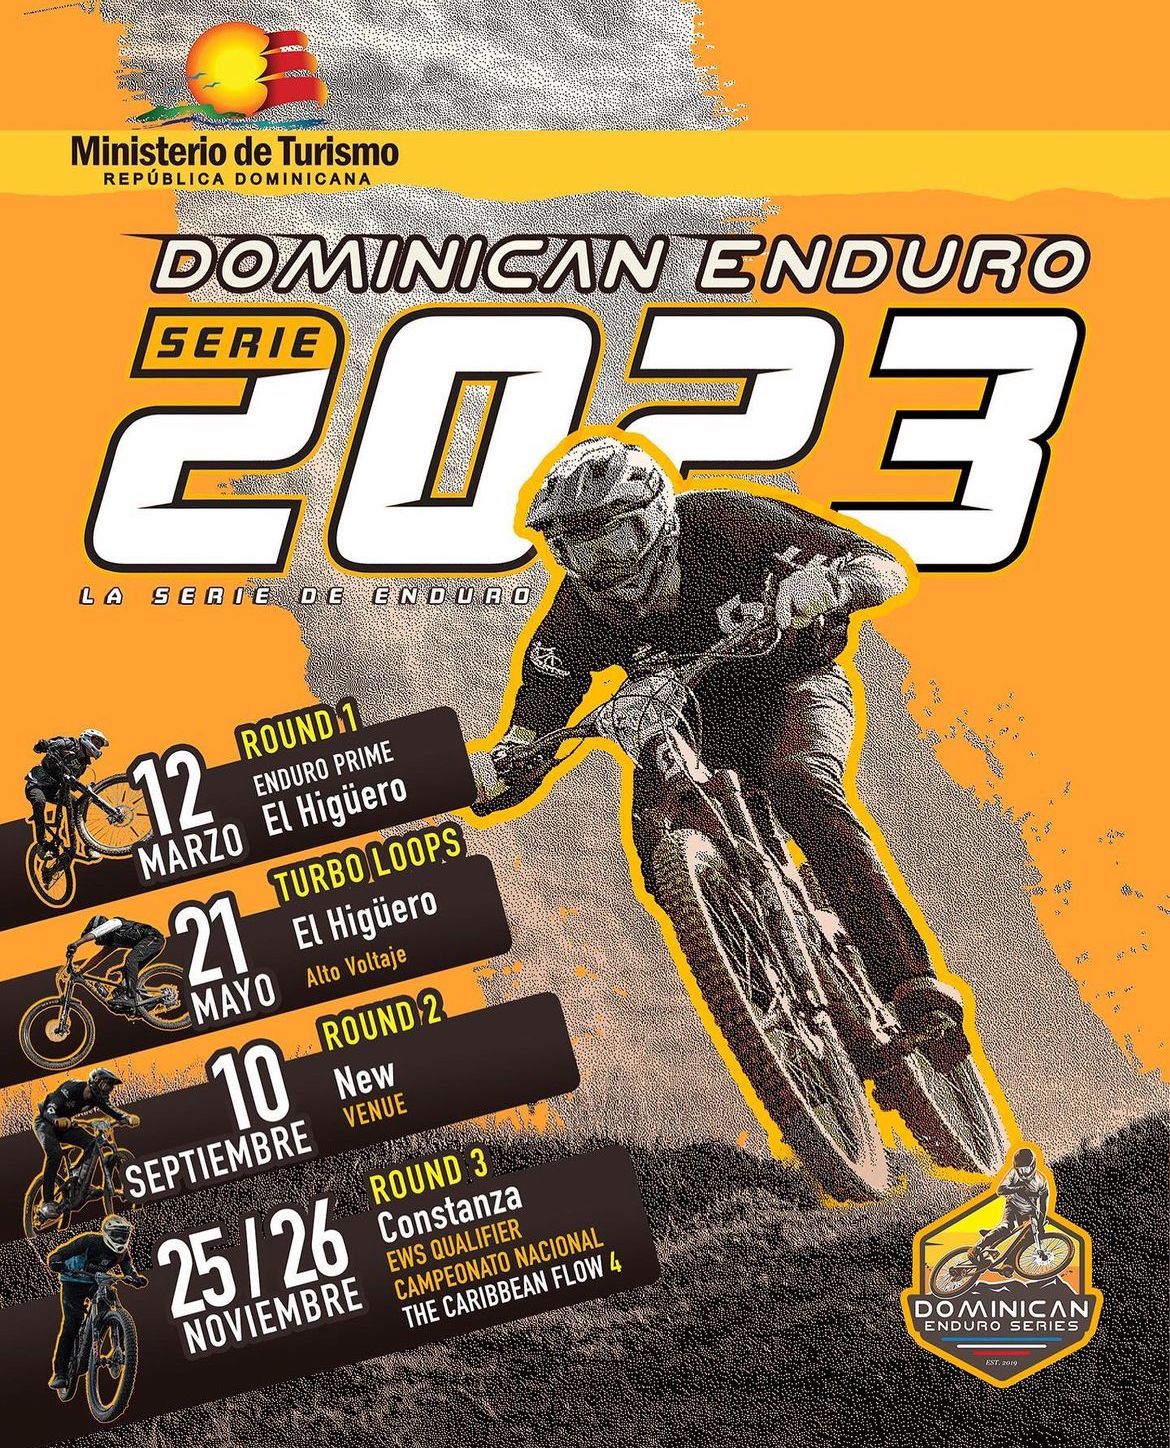 Ministerio de Turismo
REPÚBLICA DOMINICANA
DOMINICAN ENDURO
SERIE
2023
LA SERIE DE ENDURO
12
MARZO
ROUND 1
ENDURO PRIME
El Higüero
21
MAYO
TURBO LOOPS
El Higüero
Alto Voltaje
10
SEPTIEMBRE
ROUND 2
New
VENUE
25/26
NOVIEMBRE
ROUND 3
Constanza
EWS QUALIFIER
CAMPEONATO NACIONAL
THE CARIBBEAN FLOW 4
DOMINICAN
ENDURO SERIES
EST. 2019